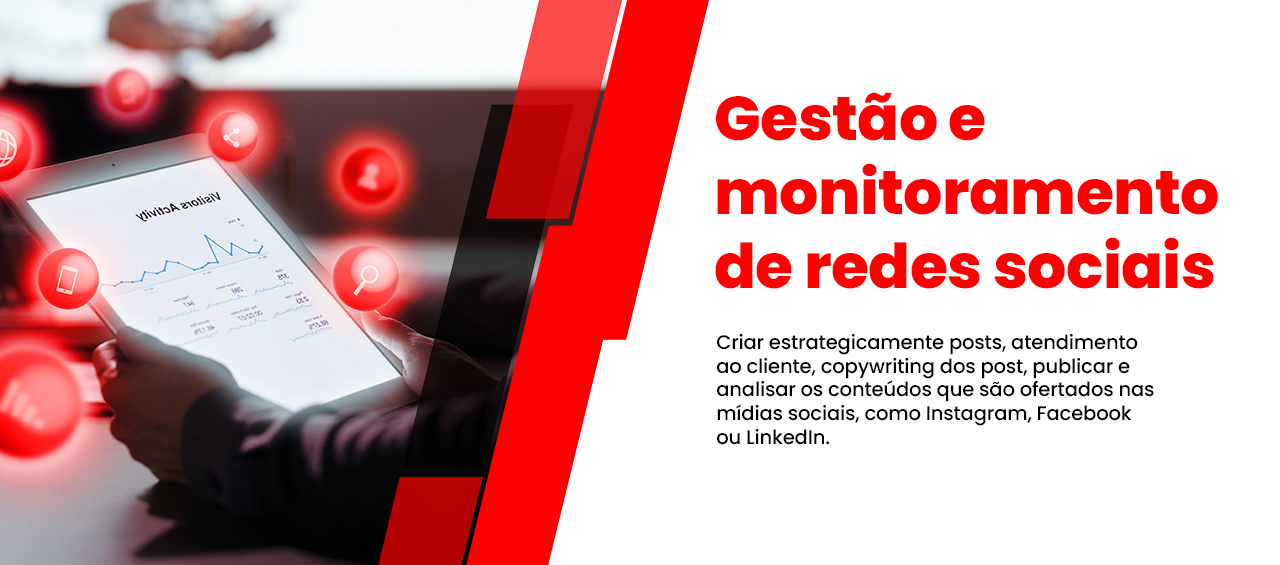 Gestão e
monitoramento
de redes sociais
Criar estrategicamente posts, atendimento
ao cliente, copywriting dos post, publicar e
analisar os conteúdos que são ofertados nas
mídias sociais, como Instagram, Facebook
ou LinkedIn.
Visitors Activity